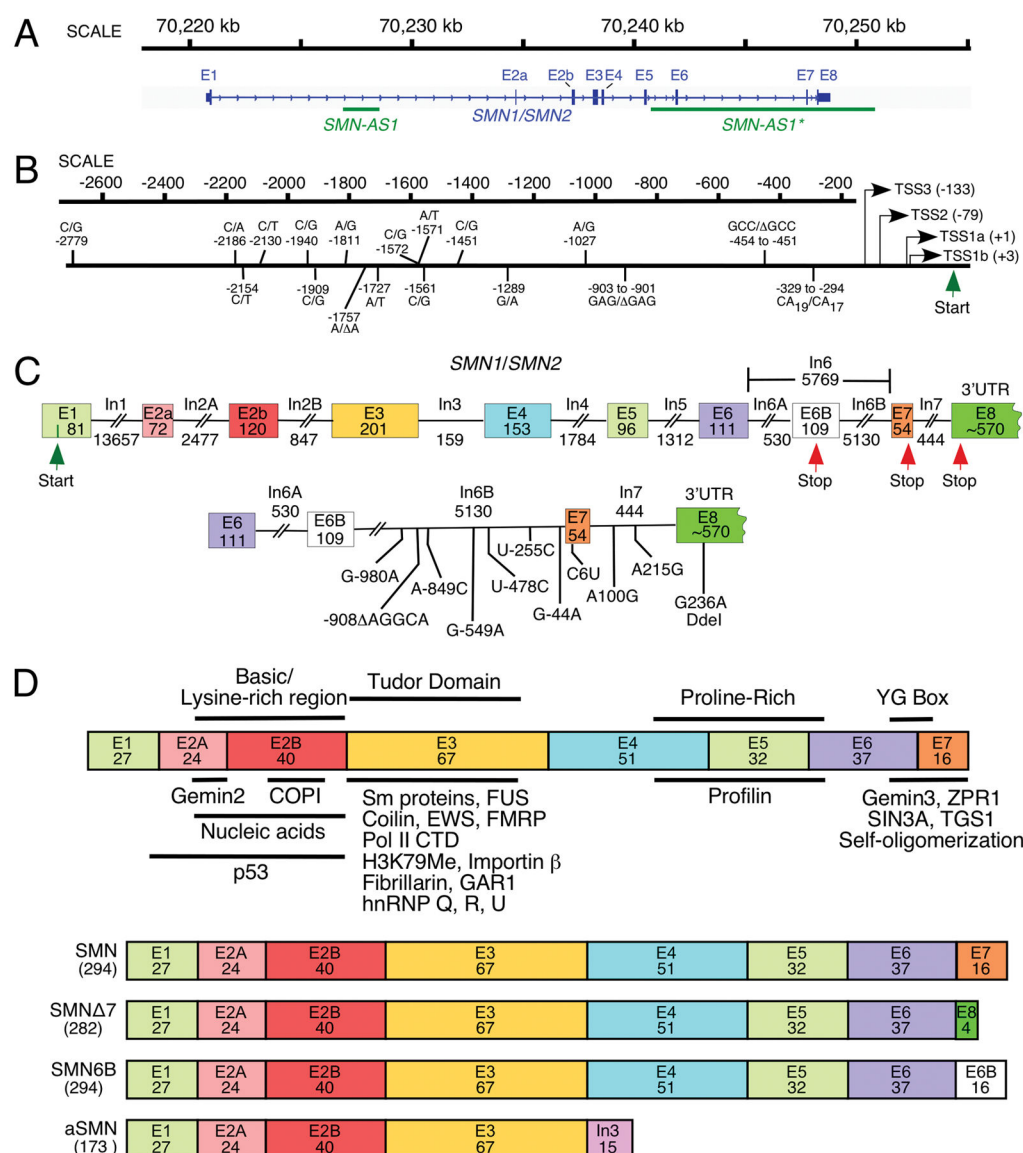 A
SCALE
70,220 kb 70,230 kb 70,240 kb 70,250 kb
E1 E2a E2b E3 E4 E5 E6 E7 E8
SMN-AS1 SMN1/SMN2 SMN-AS1*
B
SCALE
-2600 -2400 -2200 -2000 -1800 -1600 -1400 -1200 -1000 -800 -600 -400 -200
TSS3 (-133)
TSS2 (-79)
TSS1a (+1)
TSS1b (+3)
Start
C/G
-2779
C/A
-2186
C/T
-2130
C/G
-1940
A/G
-1811
C/G
-1572
A/T
-1571
C/G
-1451
A/G
-1027
GCC/ΔGCC
-454 to -451
-2154
C/T
-1909
C/G
-1757
A/ΔA
-1727
A/T
-1561
C/G
-1289
G/A
-903 to -901
GAG/ΔGAG
-329 to -294
CA19/CA17
C
SMN1/SMN2
In6
5769
3'UTR
E1 In1 E2a In2A E2b In2B E3 In3 E4 In4 E5 In5 E6 In6A E6B In6B E7 In7 E8
81 13657 72 2477 120 847 201 159 153 1784 96 1312 111 530 109 5130 54 444 ~570
Start Stop Stop Stop
In6A In6B In7 3'UTR
530 5130 444
E6 E6B E7 E8
111 109 54 ~570
G-980A
-908ΔAGGCA
A-849C
G-549A
U-478C
U-255C
G-44A
C6U
A100G
A215G
G236A
DdeI
D
Basic/
Lysine-rich region
Tudor Domain
Proline-Rich
YG Box
E1 E2A E2B E3 E4 E5 E6 E7
27 24 40 67 51 32 37 16
Gemin2 COPI
Nucleic acids
p53
Sm proteins, FUS
Coilin, EWS, FMRP
Pol II CTD
H3K79Me, Importin β
Fibrillarin, GAR1
hnRNP Q, R, U
Profilin
Gemin3, ZPR1
SIN3A, TGS1
Self-oligomerization
SMN E1 E2A E2B E3 E4 E5 E6 E7
(294) 27 24 40 67 51 32 37 16
SMNΔ7 E1 E2A E2B E3 E4 E5 E6 E8
(282) 27 24 40 67 51 32 37 4
SMN6B E1 E2A E2B E3 E4 E5 E6 E6B
(294) 27 24 40 67 51 32 37 16
aSMN E1 E2A E2B E3 In3
(173 ) 27 24 40 67 15